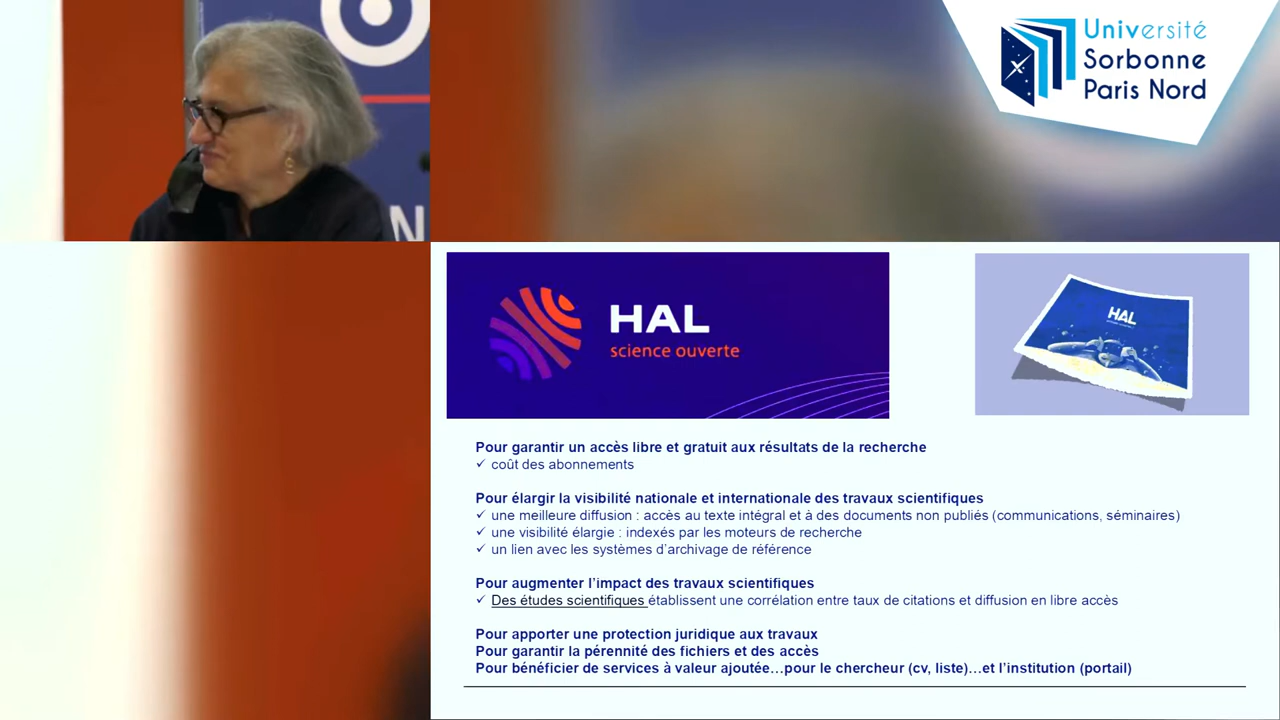 Université
Sorbonne
Paris Nord
N
HAL
science ouverte
HAL
Pour garantir un accès libre et gratuit aux résultats de la recherche
✓ coût des abonnements
Pour élargir la visibilité nationale et internationale des travaux scientifiques
✓ une meilleure diffusion : accès au texte intégral et à des documents non publiés (communications, séminaires)
✓ une visibilité élargie : indexés par les moteurs de recherche
✓ un lien avec les systèmes d’archivage de référence
Pour augmenter l’impact des travaux scientifiques
✓ Des études scientifiques établissent une corrélation entre taux de citations et diffusion en libre accès
Pour apporter une protection juridique aux travaux
Pour garantir la pérennité des fichiers et des accès
Pour bénéficier de services à valeur ajoutée…pour le chercheur (cv, liste)…et l’institution (portail)